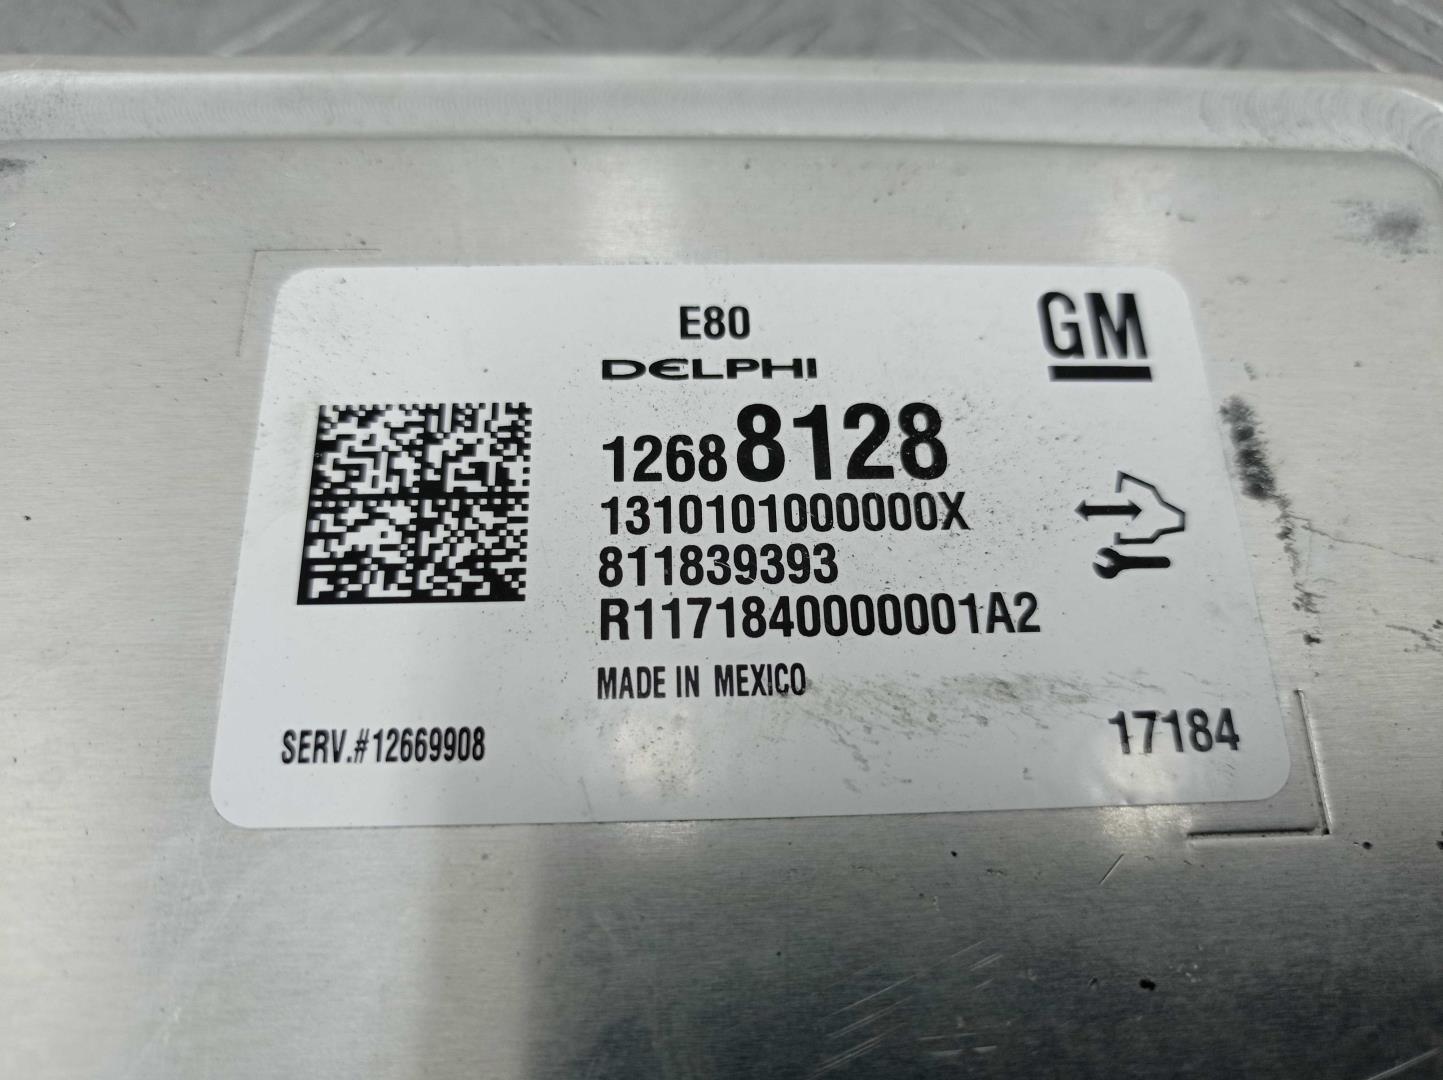 E80
GM
DELPHI
12688128
1310101000000X
811839393
R1171840000001A2
MADE IN MEXICO
SERV.#12669908
17184